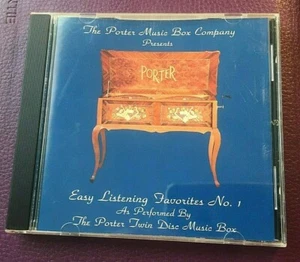 The Porter Music Box Company
Presents
PORTER
Easy Listening Favorites No. 1
As Performed By
The Porter Twin Disc Music Box